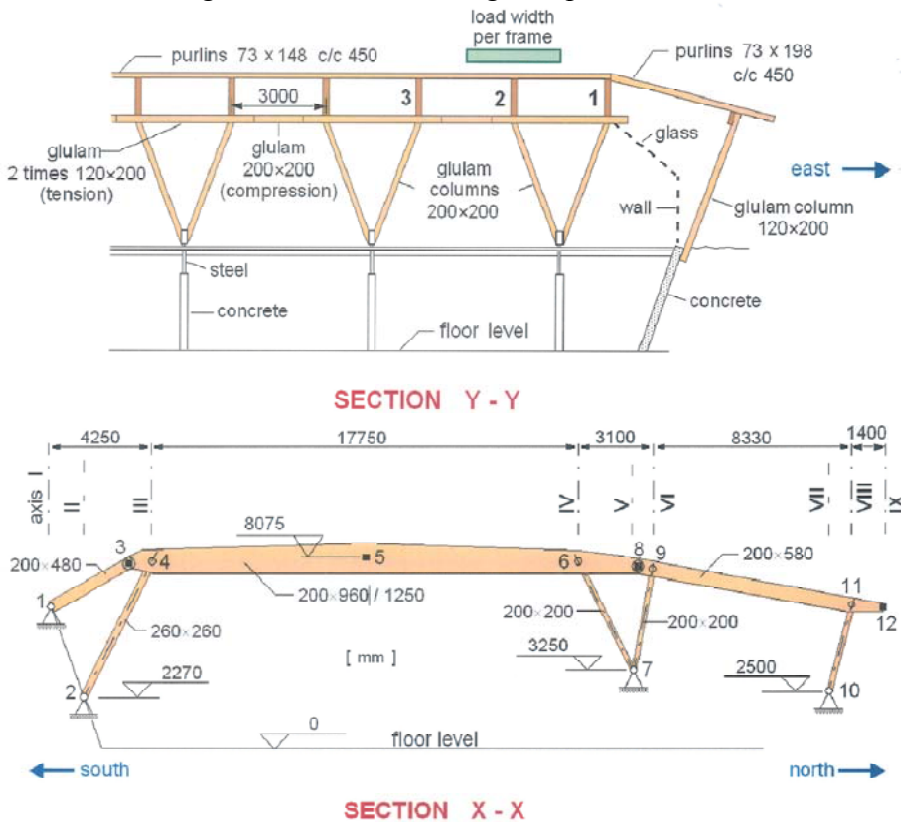 load width
per frame
purlins 73 x 148 c/c 450
purlins 73 x 198
c/c 450
3000
3
2
1
glass
glulam
2 times 120×200
(tension)
glulam
200×200
(compression)
glulam
columns
200×200
east
wall
glulam column
120×200
steel
concrete
concrete
floor level
SECTION Y - Y
4250
17750
3100
8330
1400
axis I
II
III
IV
V
VI
VII
VIII
IX
8075
3
4
5
6
8
9
200×580
200×480
11
1
12
200×960 / 1250
200×200
200×200
260×260
[ mm ]
3250
7
2270
2500
2
10
0
floor level
south
north
SECTION X - X